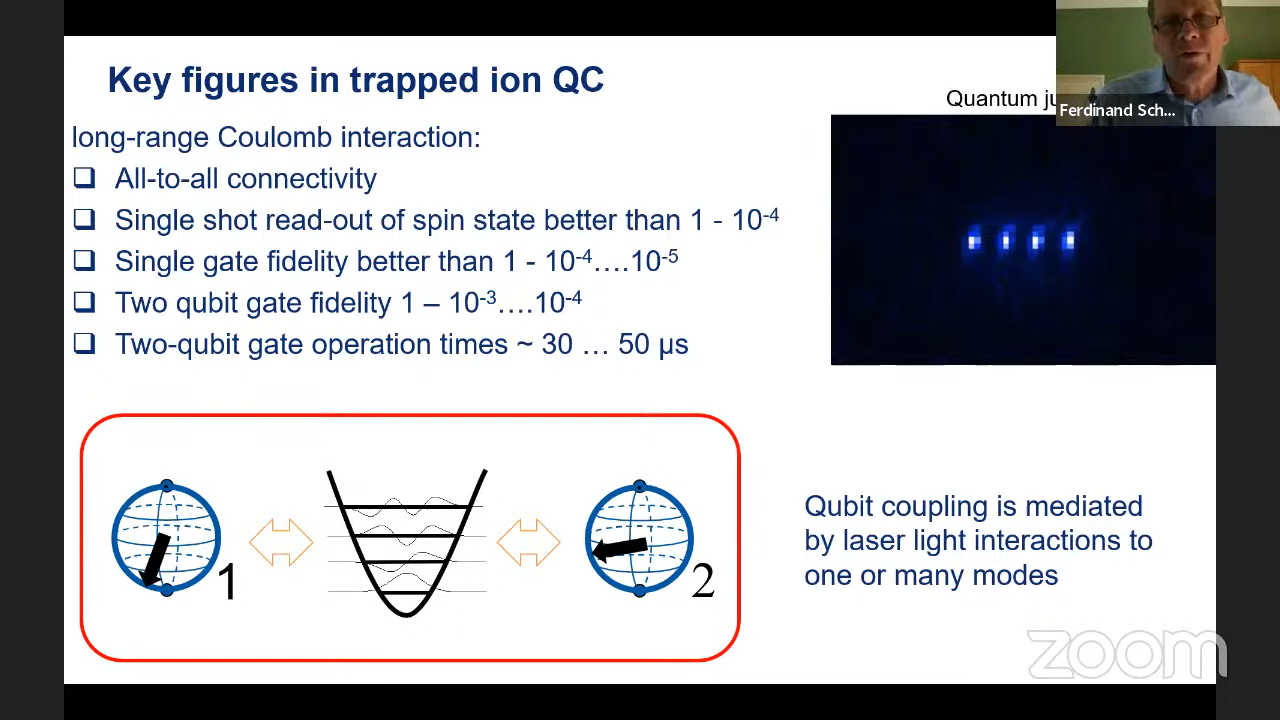 Key figures in trapped ion QC
Quantum ju
Ferdinand Sch...
long-range Coulomb interaction:
❑ All-to-all connectivity
❑ Single shot read-out of spin state better than 1 - 10⁻⁴
❑ Single gate fidelity better than 1 - 10⁻⁴….10⁻⁵
❑ Two qubit gate fidelity 1 – 10⁻³….10⁻⁴
❑ Two-qubit gate operation times ~ 30 … 50 µs
1
2
Qubit coupling is mediated
by laser light interactions to
one or many modes
zoom